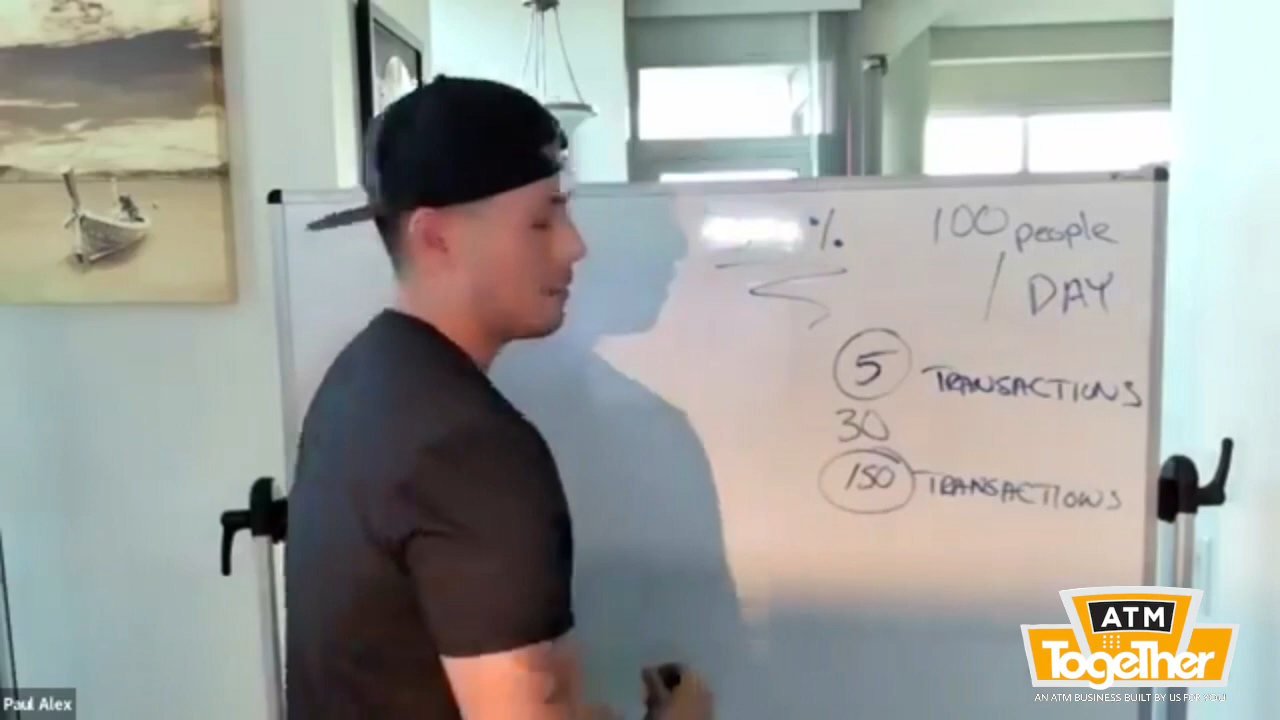 %
100 people
/ DAY
5 TRANSACTIONS
30
150 TRANSACTIONS
ATM
TogeTher
AN ATM BUSINESS BUILT BY US FOR YOU!
Paul Alex